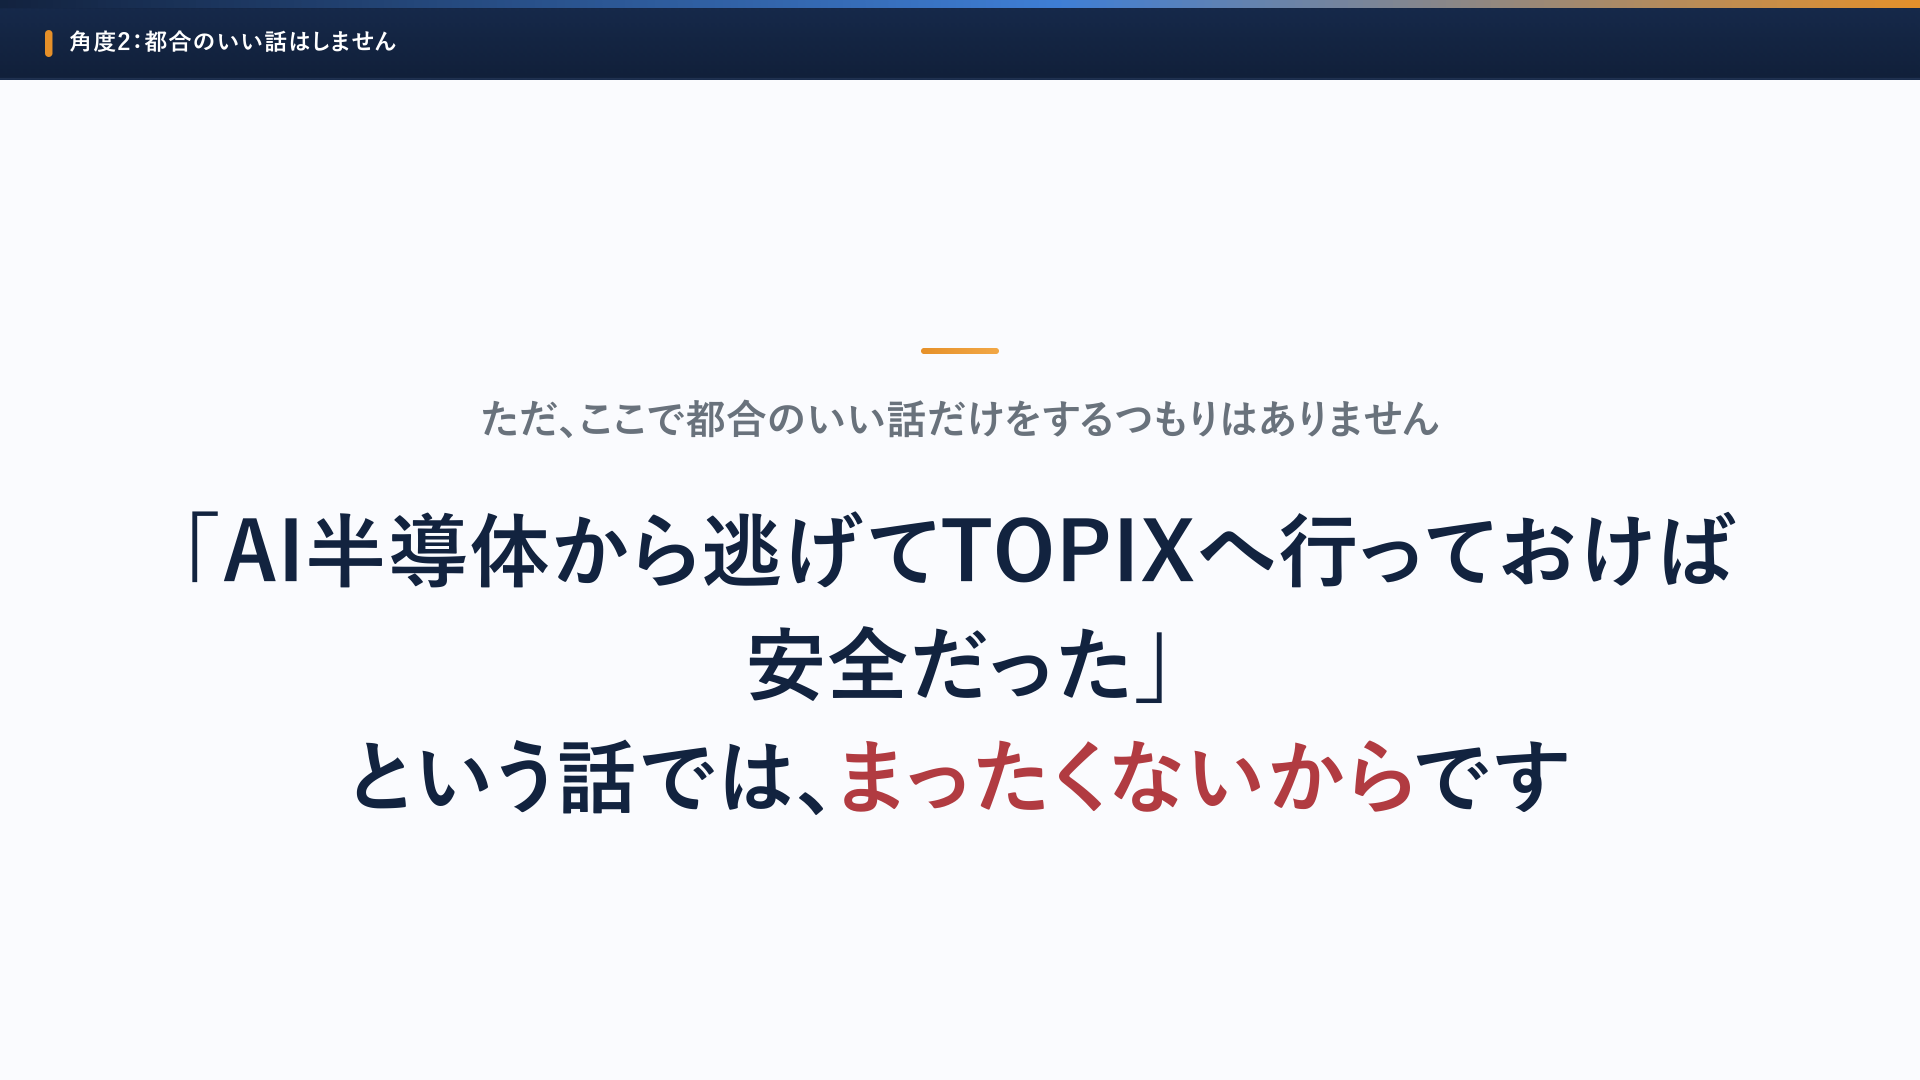 角度2：都合のいい話はしません
ただ、ここで都合のいい話だけをするつもりはありません
「AI半導体から逃げてTOPIXへ行っておけば
安全だった」
という話では、まったくないからです